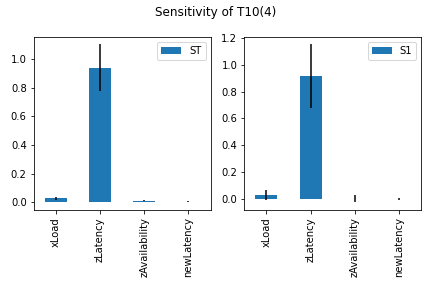 Sensitivity of T10(4)
ST
1.0
0.8
0.6
0.4
0.2
0.0
xLoad
zLatency
zAvailability
newLatency
S1
1.2
1.0
0.8
0.6
0.4
0.2
0.0
xLoad
zLatency
zAvailability
newLatency